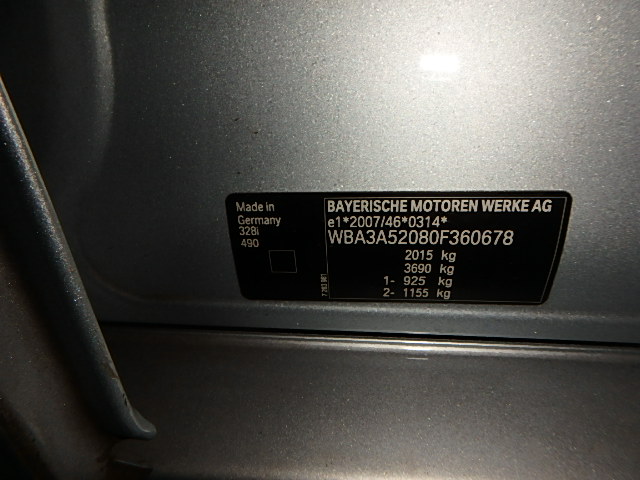 Made in
Germany
328i
490
BAYERISCHE MOTOREN WERKE AG
e1*2007/46*0314*
WBA3A52080F360678
2015 kg
3690 kg
1- 925 kg
2- 1155 kg